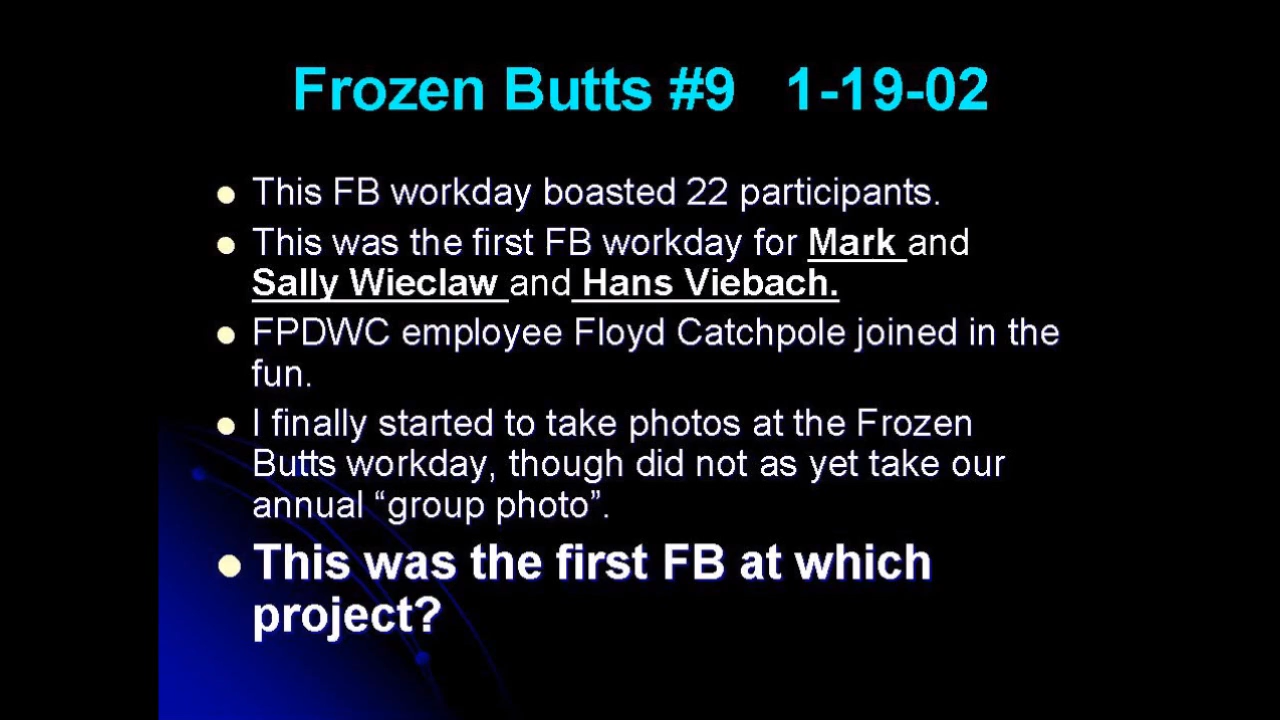 Frozen Butts #9 1-19-02
This FB workday boasted 22 participants.
This was the first FB workday for Mark and
Sally Wieclaw and Hans Viebach.
FPDWC employee Floyd Catchpole joined in the
fun.
I finally started to take photos at the Frozen
Butts workday, though did not as yet take our
annual “group photo”.
This was the first FB at which
project?